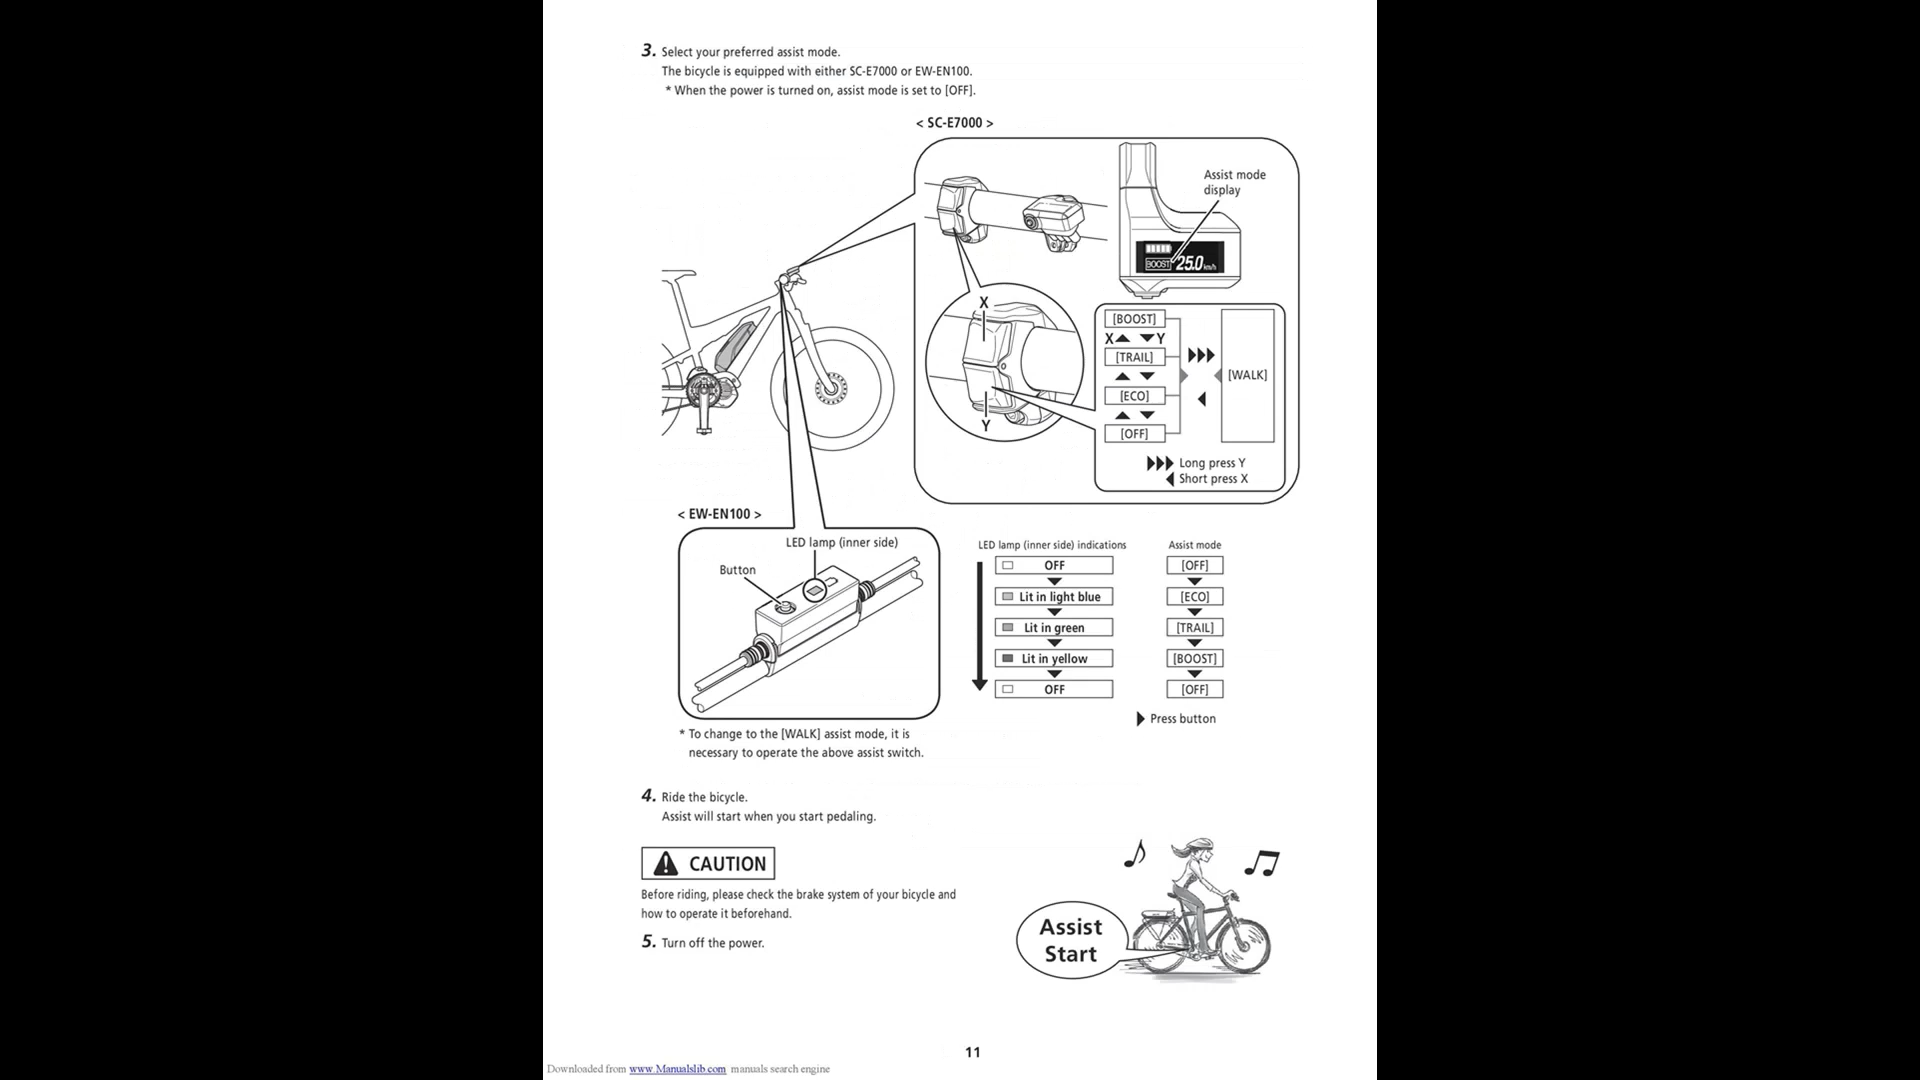 3. Select your preferred assist mode.
The bicycle is equipped with either SC-E7000 or EW-EN100.
* When the power is turned on, assist mode is set to [OFF].
< SC-E7000 >
Assist mode
display
BOOST 25.0 km/h
X
Y
[BOOST]
X▲ ▼Y
[TRAIL]
▲ ▼
[ECO]
▲ ▼
[OFF]
[WALK]
▶▶▶ Long press Y
◀ Short press X
< EW-EN100 >
LED lamp (inner side)
Button
* To change to the [WALK] assist mode, it is
necessary to operate the above assist switch.
LED lamp (inner side) indications
OFF
Lit in light blue
Lit in green
Lit in yellow
OFF
Assist mode
[OFF]
[ECO]
[TRAIL]
[BOOST]
[OFF]
▶ Press button
4. Ride the bicycle.
Assist will start when you start pedaling.
CAUTION
Before riding, please check the brake system of your bicycle and
how to operate it beforehand.
5. Turn off the power.
Assist
Start
11
Downloaded from www.Manualslib.com manuals search engine